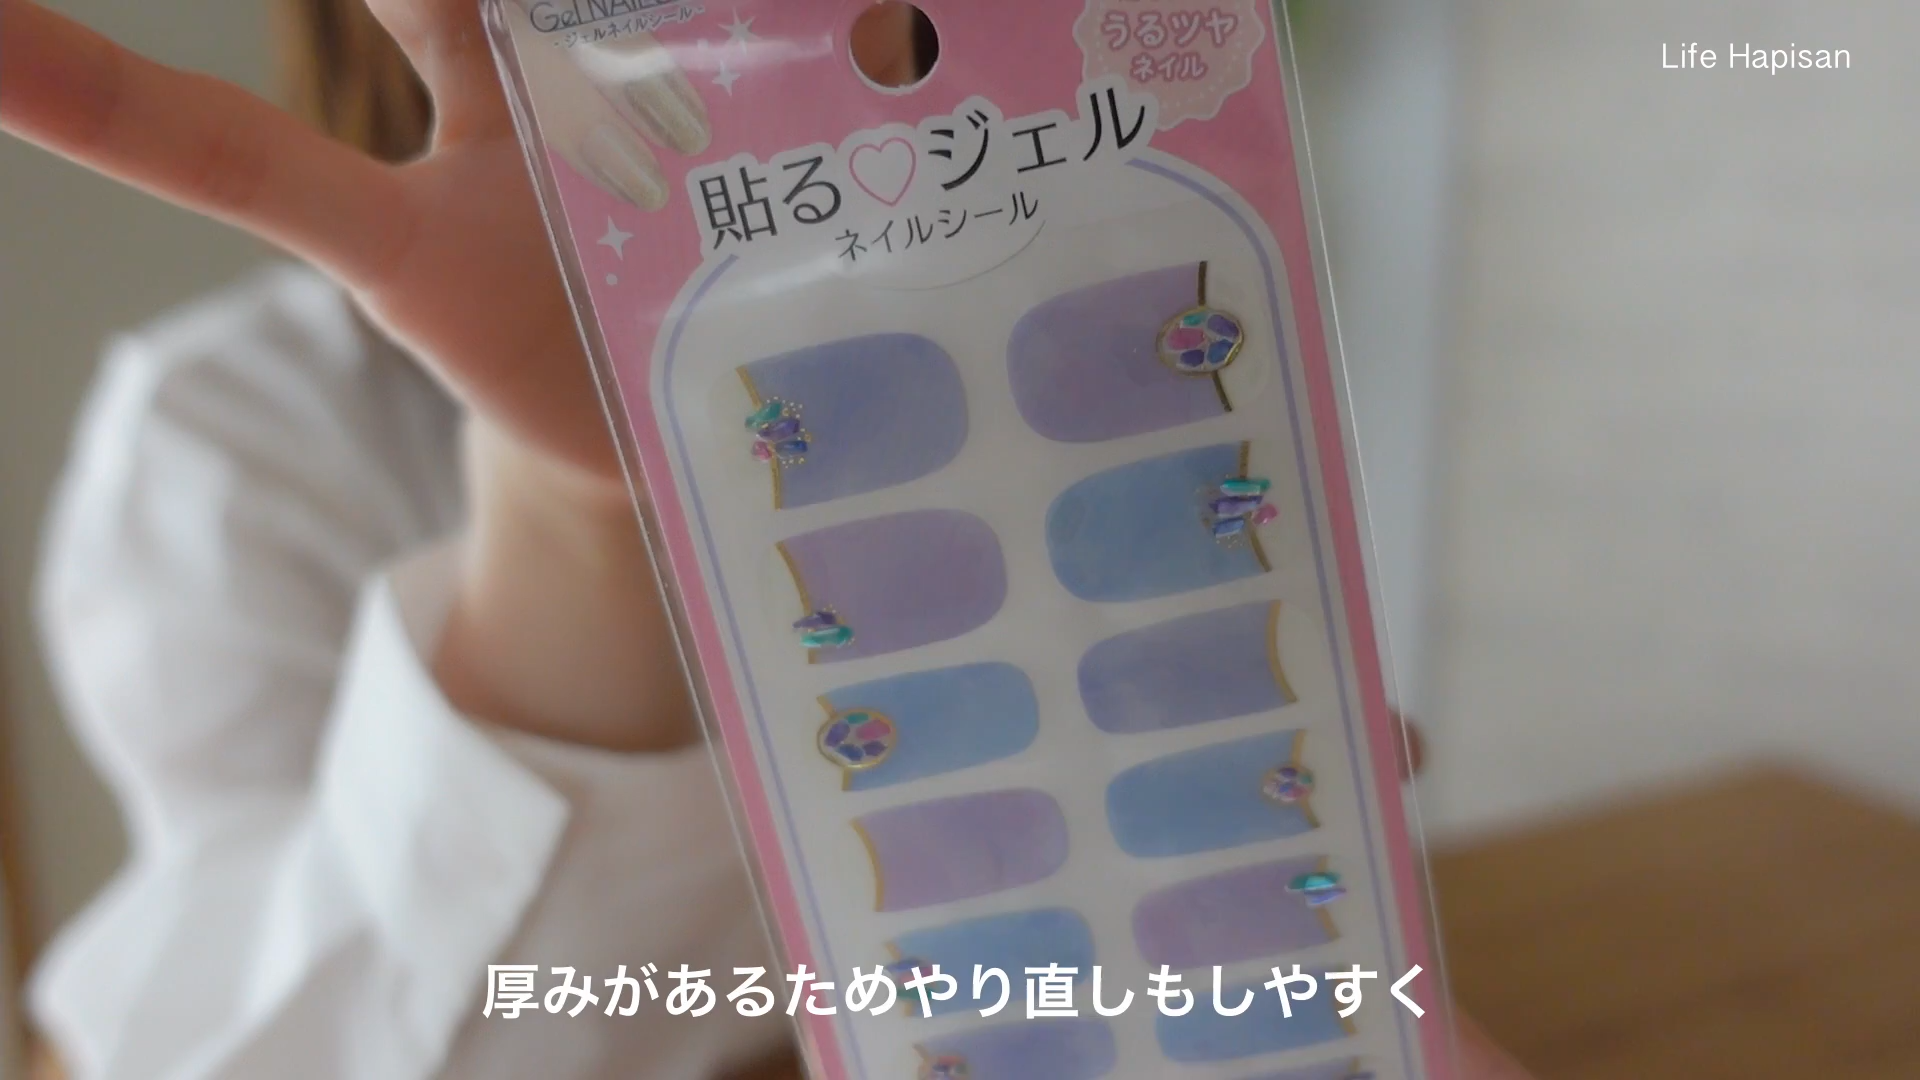 Gel NAIL
-ジェルネイルシール-
うるツヤ
ネイル
Life Hapisan
貼る♡ジェル
ネイルシール
厚みがあるためやり直しもしやすく